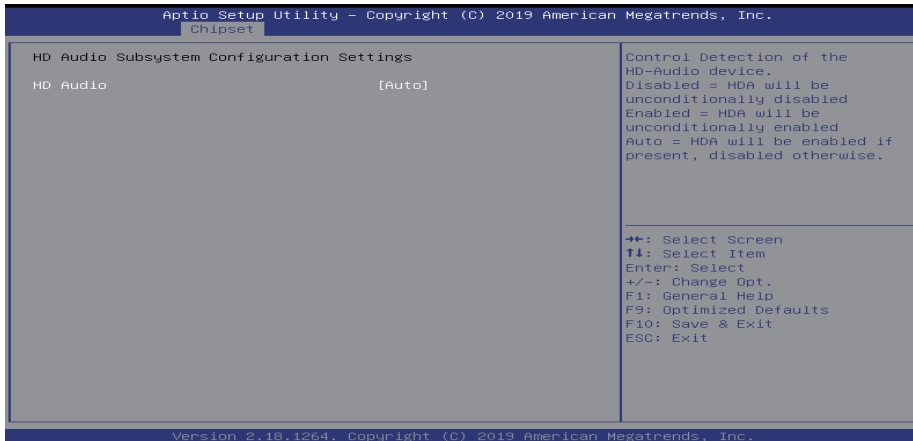 Aptio Setup Utility – Copyright (C) 2019 American Megatrends, Inc.
Chipset
HD Audio Subsystem Configuration Settings
HD Audio [Auto]
Control Detection of the
HD-Audio device.
Disabled = HDA will be
unconditionally disabled
Enabled = HDA will be
unconditionally enabled
Auto = HDA will be enabled if
present, disabled otherwise.
→←: Select Screen
↑↓: Select Item
Enter: Select
+/-: Change Opt.
F1: General Help
F9: Optimized Defaults
F10: Save & Exit
ESC: Exit
Version 2.18.1264. Copyright (C) 2019 American Megatrends, Inc.